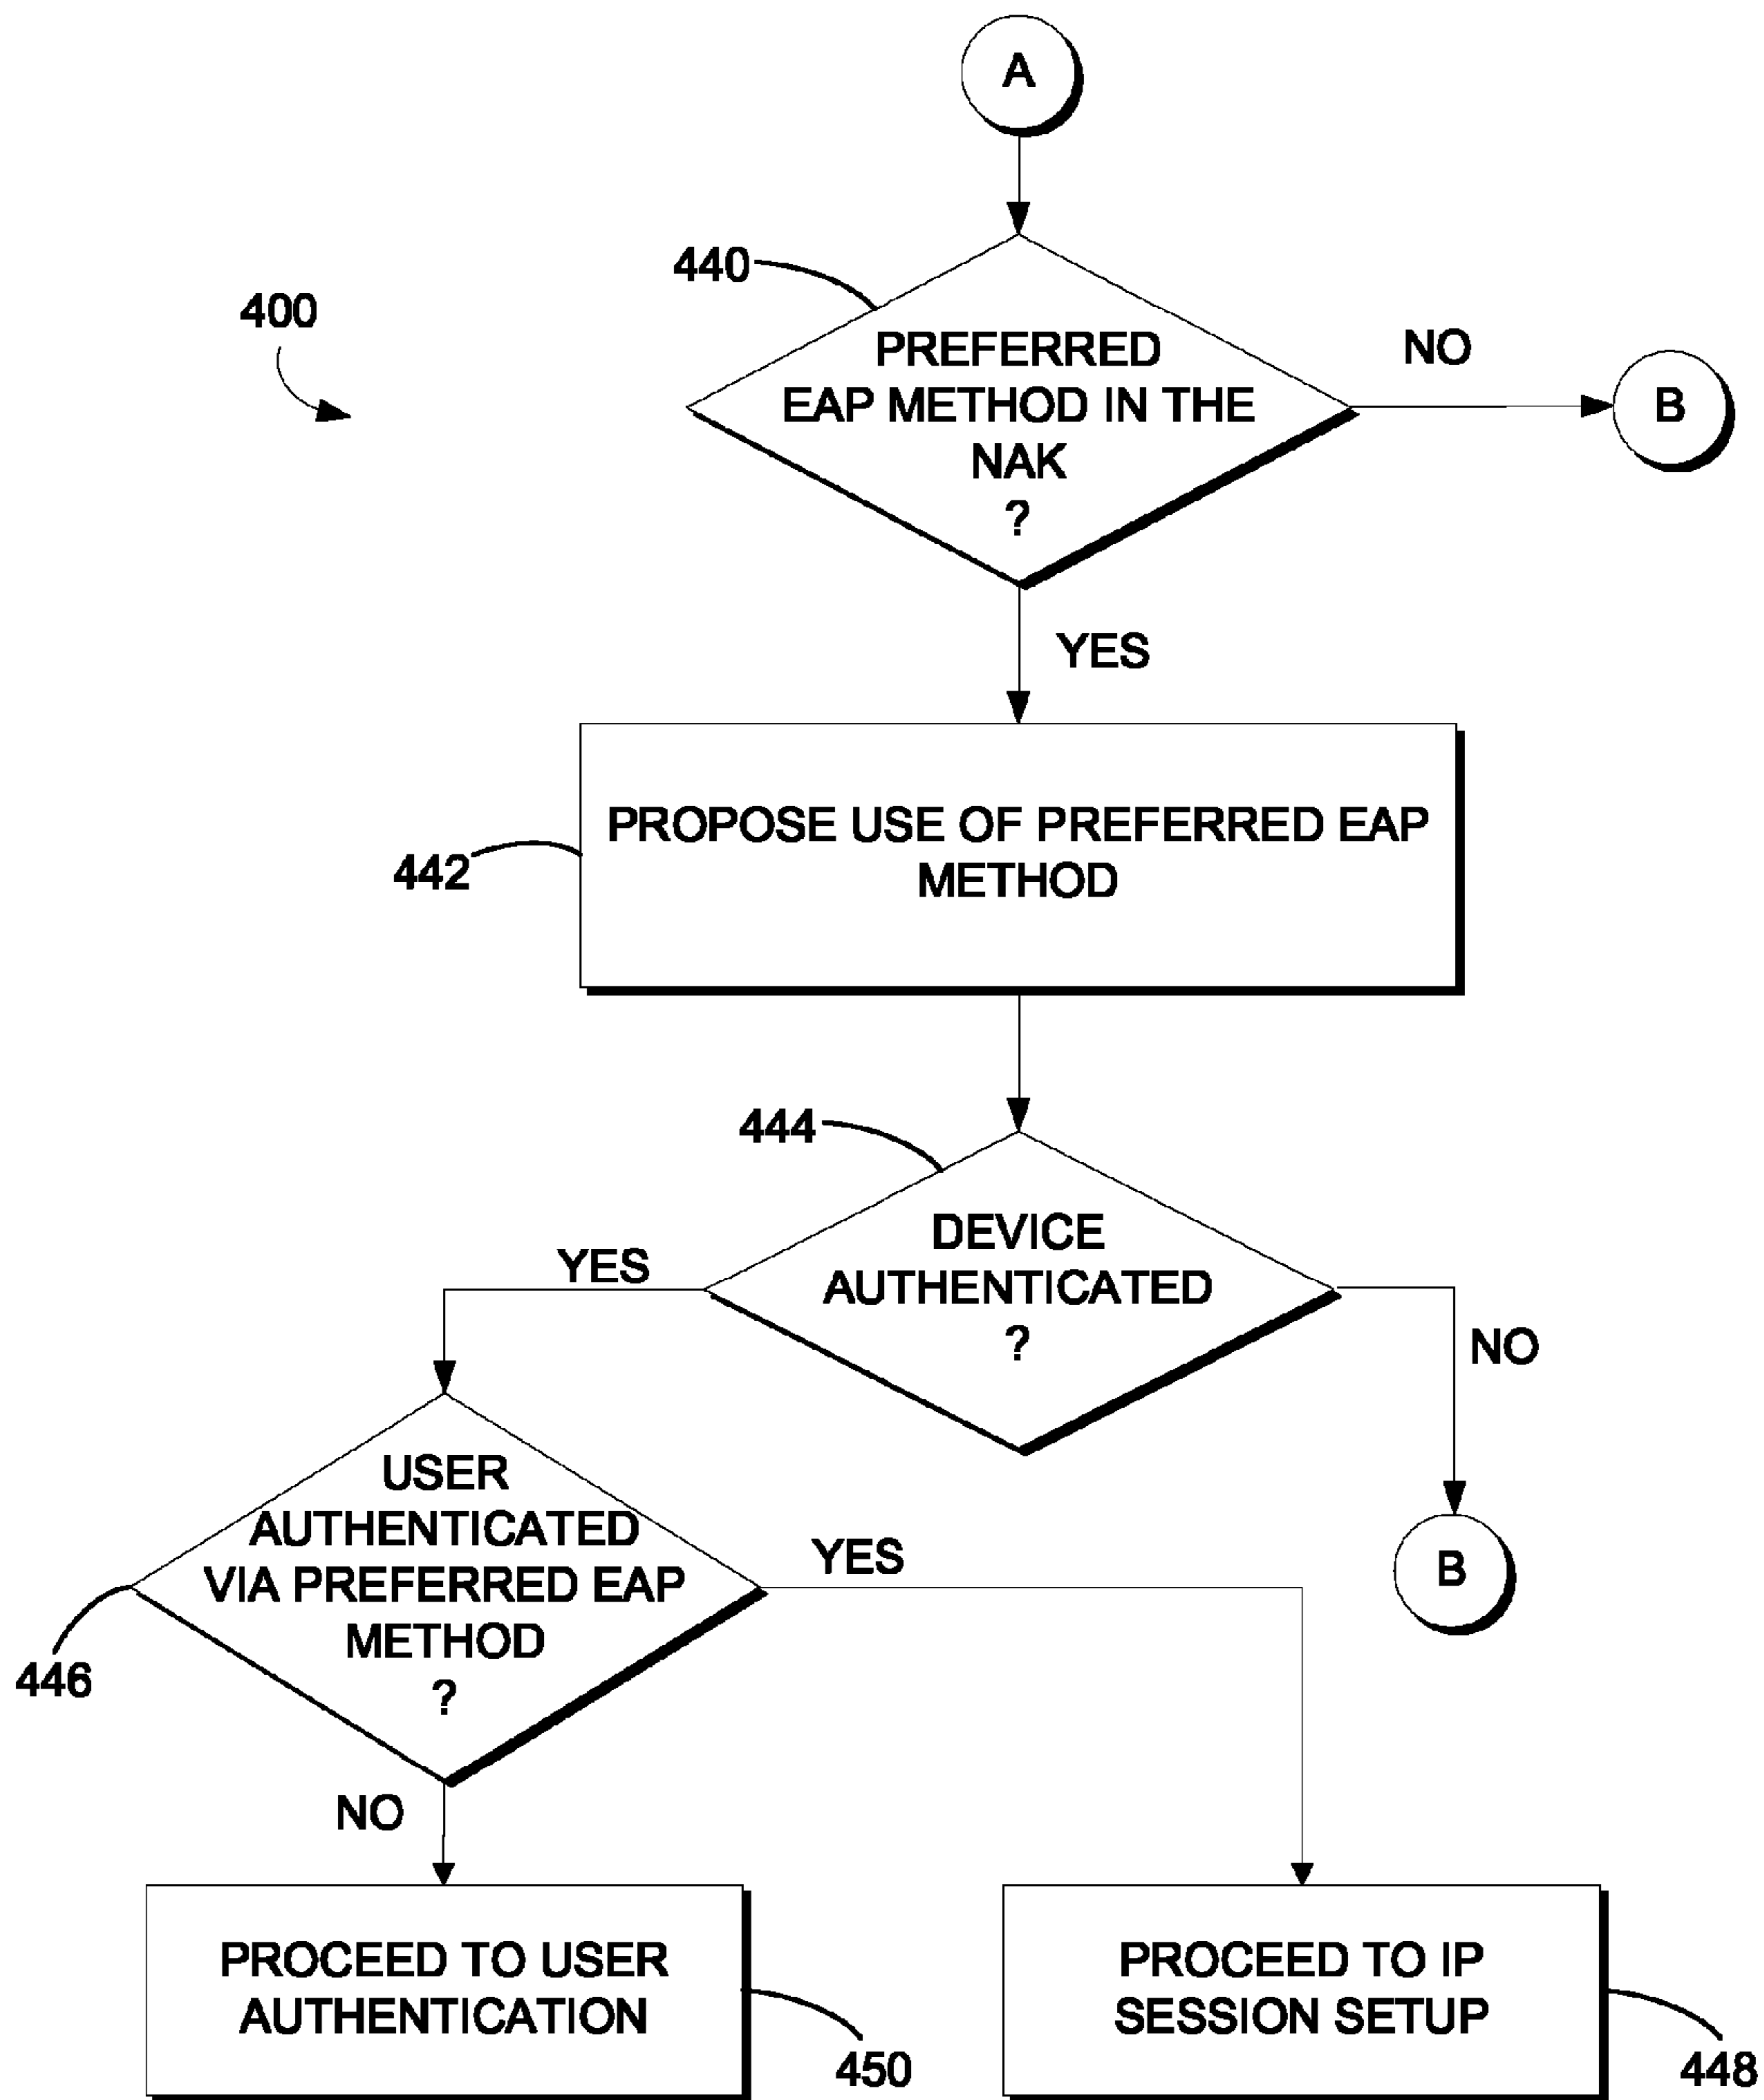 A
440
400
PREFERRED
EAP METHOD IN THE
NAK
?
NO
B
YES
PROPOSE USE OF PREFERRED EAP
METHOD
442
444
DEVICE
AUTHENTICATED
?
YES
NO
B
USER
AUTHENTICATED
VIA PREFERRED EAP
METHOD
?
446
YES
NO
PROCEED TO USER
AUTHENTICATION
450
PROCEED TO IP
SESSION SETUP
448